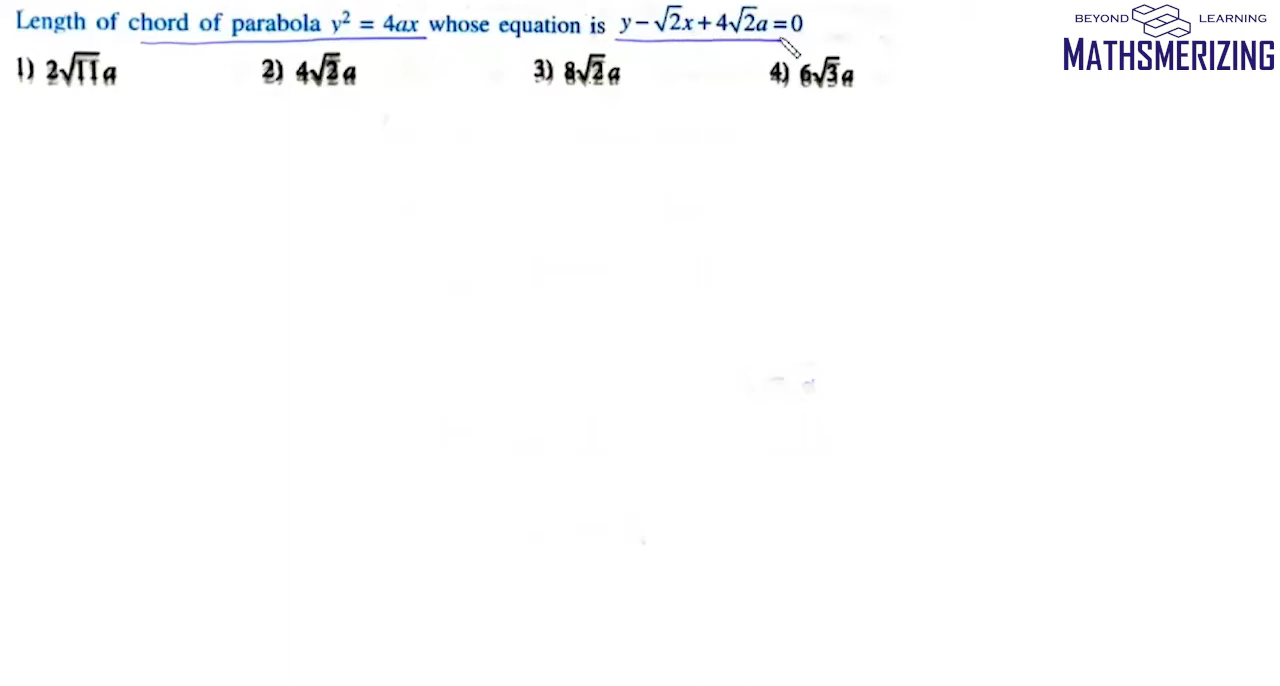 Length of chord of parabola y² = 4ax whose equation is y − √2x + 4√2a = 0
1) 2√11a 2) 4√2a 3) 8√2a 4) 6√3a
BEYOND LEARNING
MATHSMERIZING